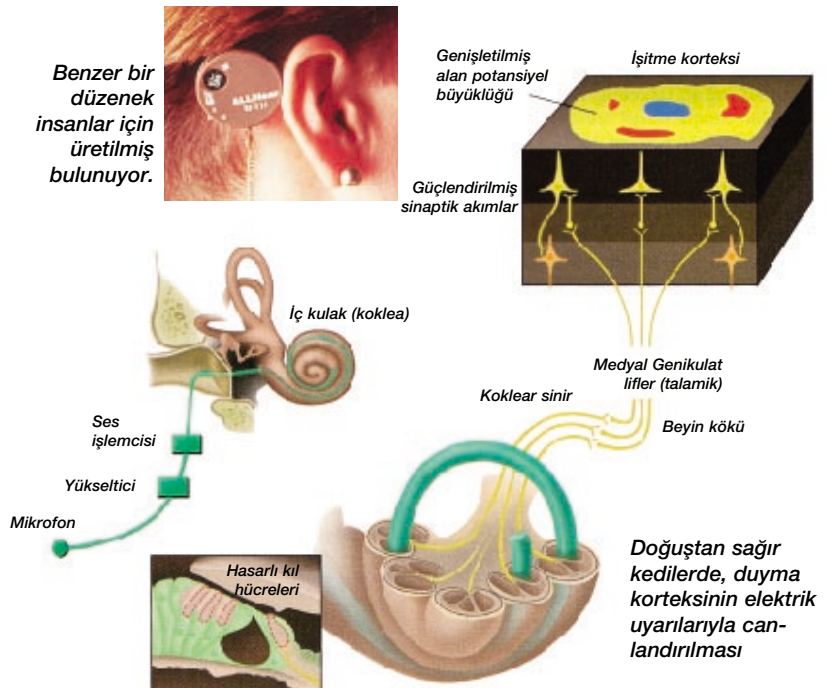 Benzer bir
düzenek
insanlar için
üretilmiş
bulunuyor.
Genişletilmiş
alan potansiyel
büyüklüğü
İşitme korteksi
Güçlendirilmiş
sinaptik akımlar
İç kulak (koklea)
Medyal Genikulat
lifler (talamik)
Koklear sinir
Beyin kökü
Ses
işlemcisi
Yükseltici
Mikrofon
Hasarlı kıl
hücreleri
Doğuştan sağır
kedilerde, duyma
korteksinin elektrik
uyarılarıyla can-
landırılması